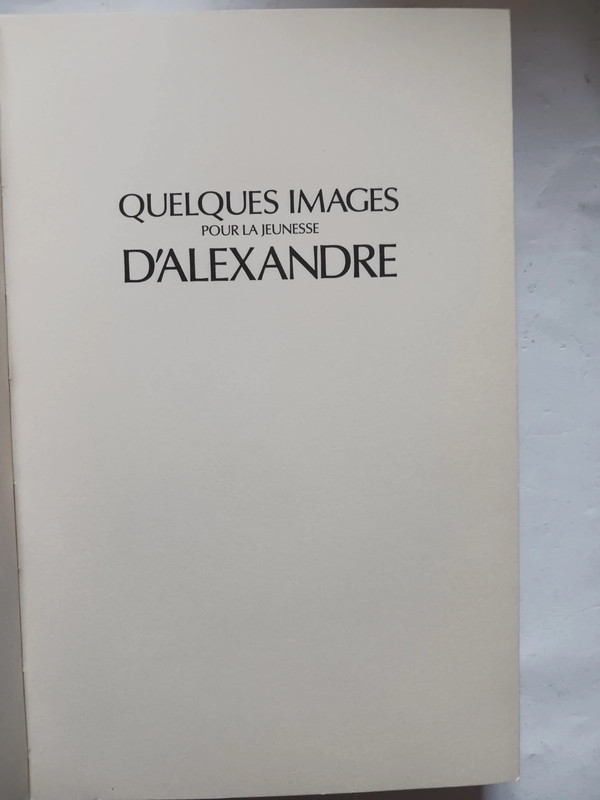 QUELQUES IMAGES
POUR LA JEUNESSE
D'ALEXANDRE